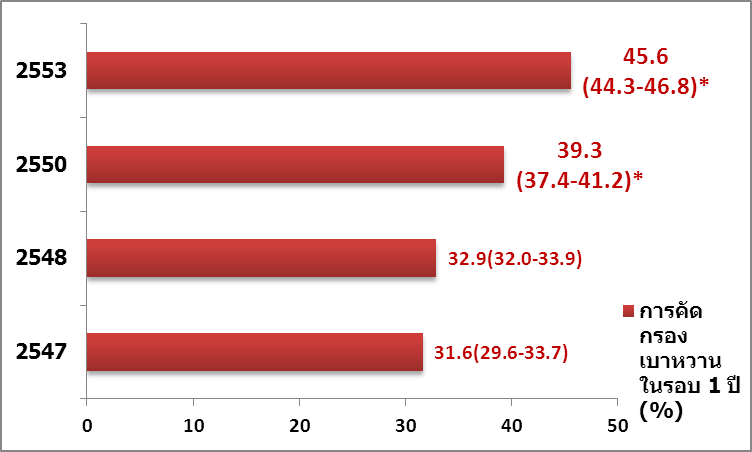 2553
45.6
(44.3-46.8)*
2550
39.3
(37.4-41.2)*
2548
32.9(32.0-33.9)
2547
31.6(29.6-33.7)
การคัด
กรอง
เบาหวาน
ในรอบ 1 ปี
(%)
0 10 20 30 40 50